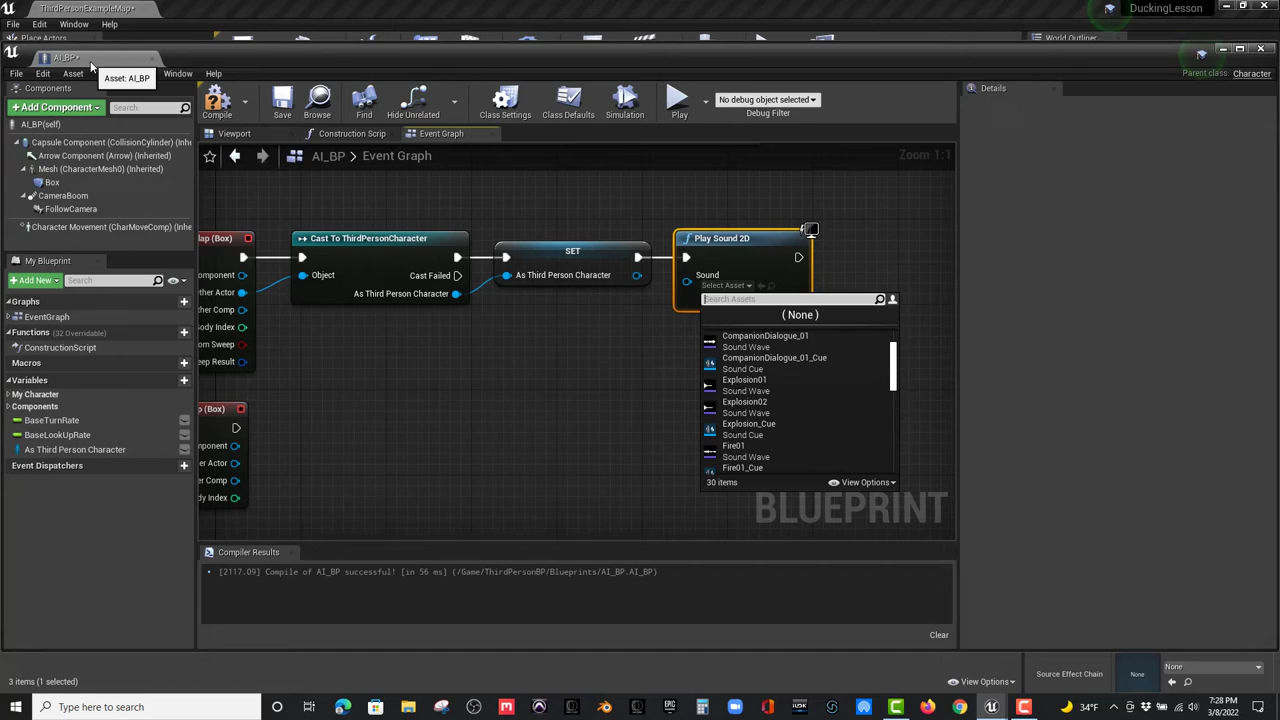 ThirdPersonExampleMap*
DuckingLesson
File Edit Window Help
Place Actors
World Outliner
AI_BP*
File Edit Asset Window Help
Asset: AI_BP
Parent class: Character
Components
+ Add Component
Search
AI_BP(self)
Capsule Component (CollisionCylinder) (Inhe
Arrow Component (Arrow) (Inherited)
Mesh (CharacterMesh0) (Inherited)
Box
CameraBoom
FollowCamera
Character Movement (CharMoveComp) (Inhe
My Blueprint
+ Add New
Search
Graphs
EventGraph
Functions (32 Overridable)
ConstructionScript
Macros
Variables
My Character
Components
BaseTurnRate
BaseLookUpRate
As Third Person Character
Event Dispatchers
Compile
Save
Browse
Find
Hide Unrelated
Class Settings
Class Defaults
Simulation
Play
No debug object selected
Debug Filter
Viewport
Construction Scrip
Event Graph
AI_BP > Event Graph
Zoom 1:1
lap (Box)
omponent
ther Actor
ther Comp
ody Index
om Sweep
eep Result
Cast To ThirdPersonCharacter
Object
Cast Failed
As Third Person Character
SET
As Third Person Character
Play Sound 2D
Sound
Select Asset
Search Assets
( None )
CompanionDialogue_01
Sound Wave
CompanionDialogue_01_Cue
Sound Cue
Explosion01
Sound Wave
Explosion02
Sound Wave
Explosion_Cue
Sound Cue
Fire01
Sound Wave
Fire01_Cue
30 items
View Options
p (Box)
omponent
er Actor
er Comp
dy Index
BLUEPRINT
Compiler Results
[2117.09] Compile of AI_BP successful! [in 56 ms] (/Game/ThirdPersonBP/Blueprints/AI_BP.AI_BP)
Clear
Details
3 items (1 selected)
View Options
Source Effect Chain
None
None
Type here to search
34°F
7:28 PM
3/8/2022